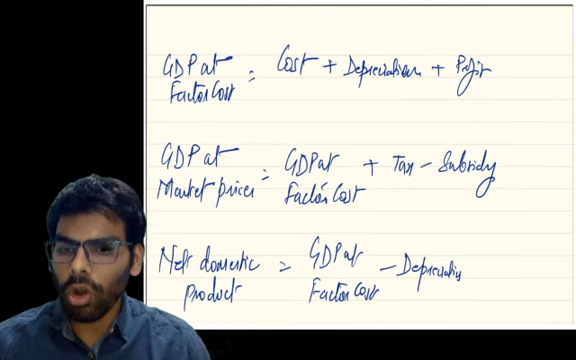 GDP at Factor Cost = Cost + Depreciation + Profit
GDP at Market prices = GDP at Factor Cost + Tax - Subsidy
Net domestic product = GDP at Factor Cost - Depreciation